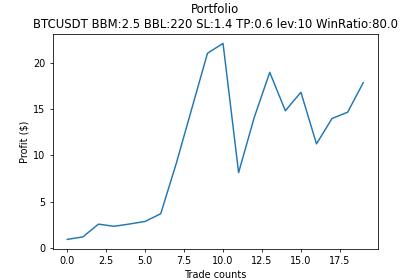 Portfolio
BTCUSDT BBM:2.5 BBL:220 SL:1.4 TP:0.6 lev:10 WinRatio:80.0
Profit ($)
20
15
10
5
0
0.0 2.5 5.0 7.5 10.0 12.5 15.0 17.5
Trade counts